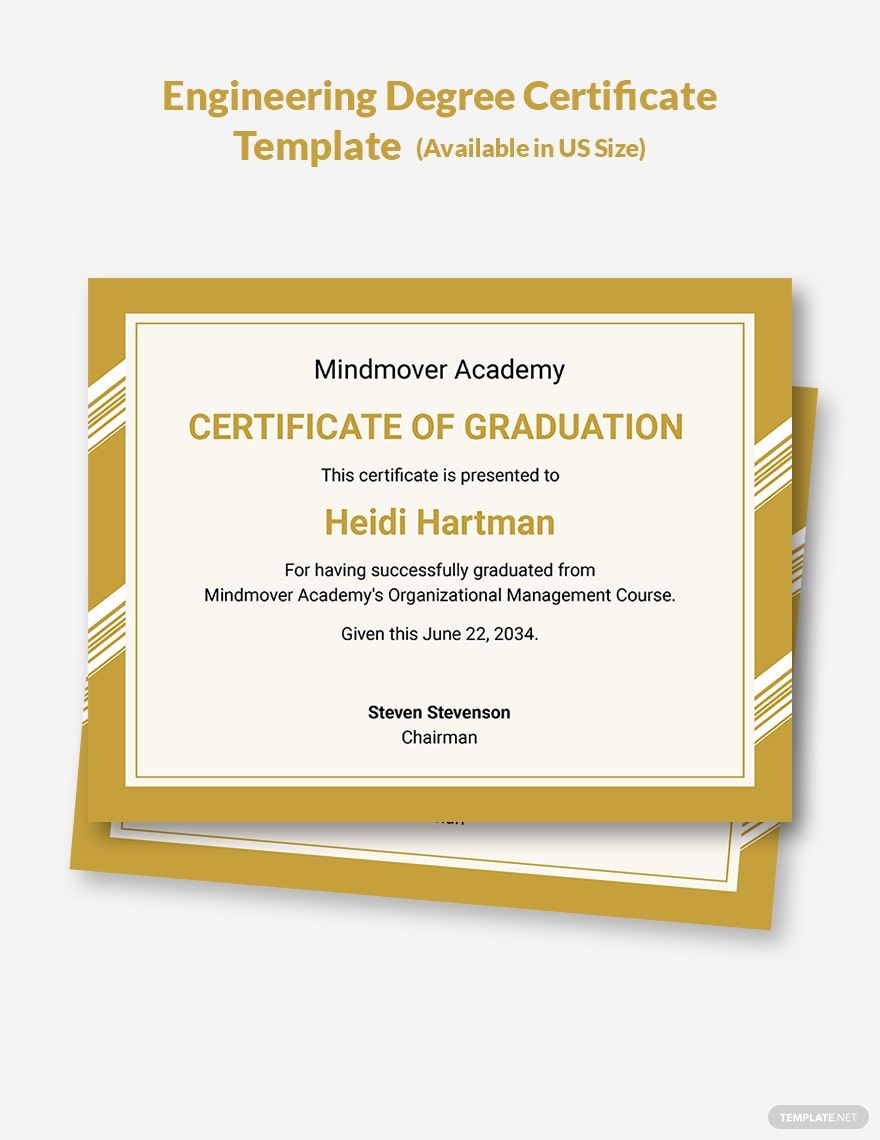 Engineering Degree Certificate
Template (Available in US Size)
Mindmover Academy
CERTIFICATE OF GRADUATION
This certificate is presented to
Heidi Hartman
For having successfully graduated from
Mindmover Academy's Organizational Management Course.
Given this June 22, 2034.
Steven Stevenson
Chairman
TEMPLATE.NET